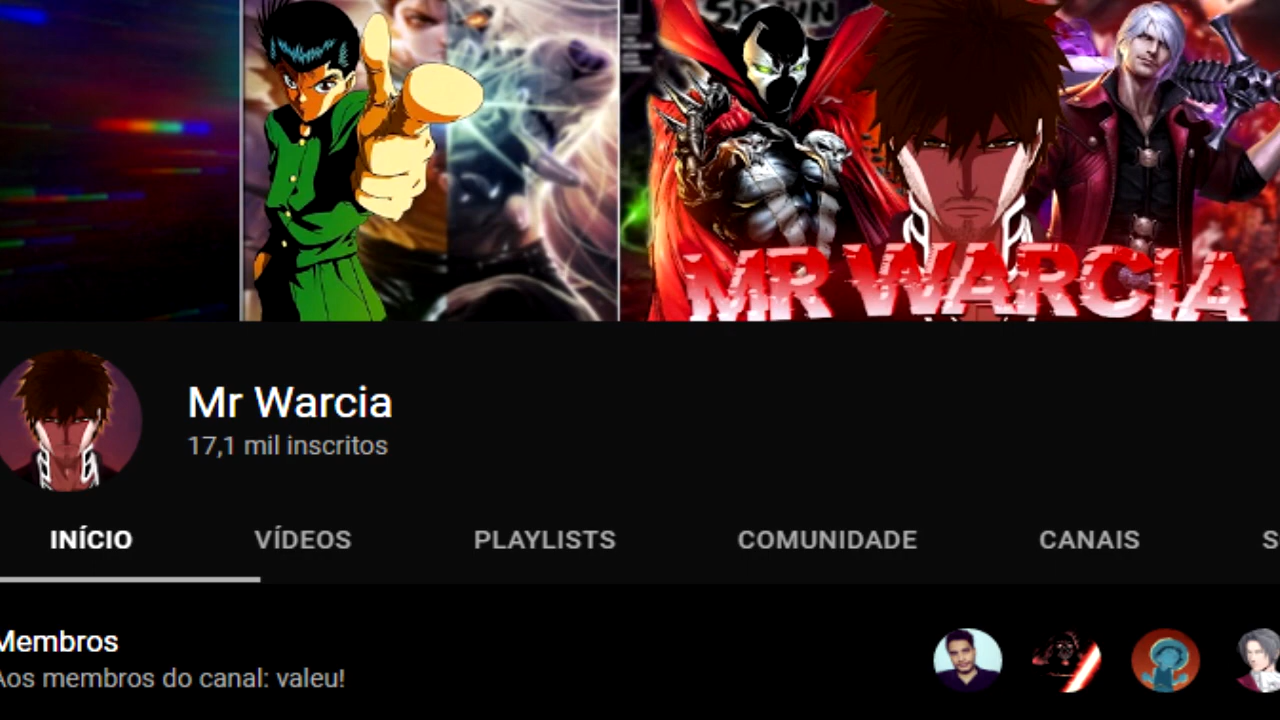 SPAWN
MR WARCIA
Mr Warcia
17,1 mil inscritos
INÍCIO VÍDEOS PLAYLISTS COMUNIDADE CANAIS S
Membros
Aos membros do canal: valeu!